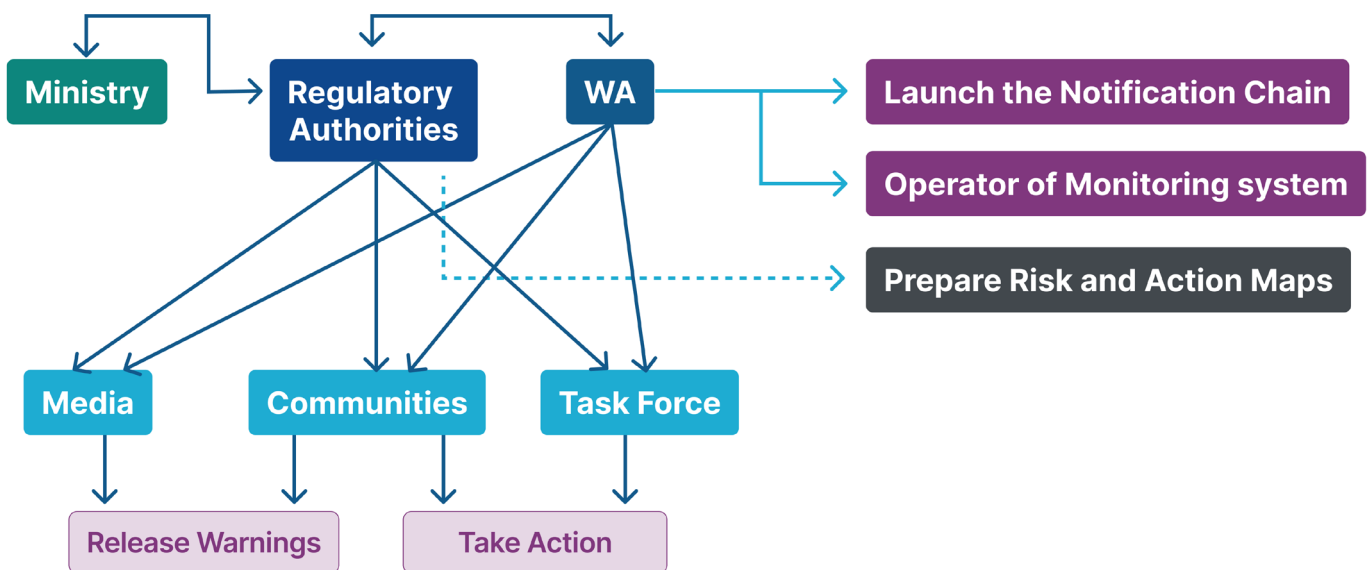 Ministry
Regulatory
Authorities
WA
Launch the Notification Chain
Operator of Monitoring system
Prepare Risk and Action Maps
Media
Communities
Task Force
Release Warnings
Take Action